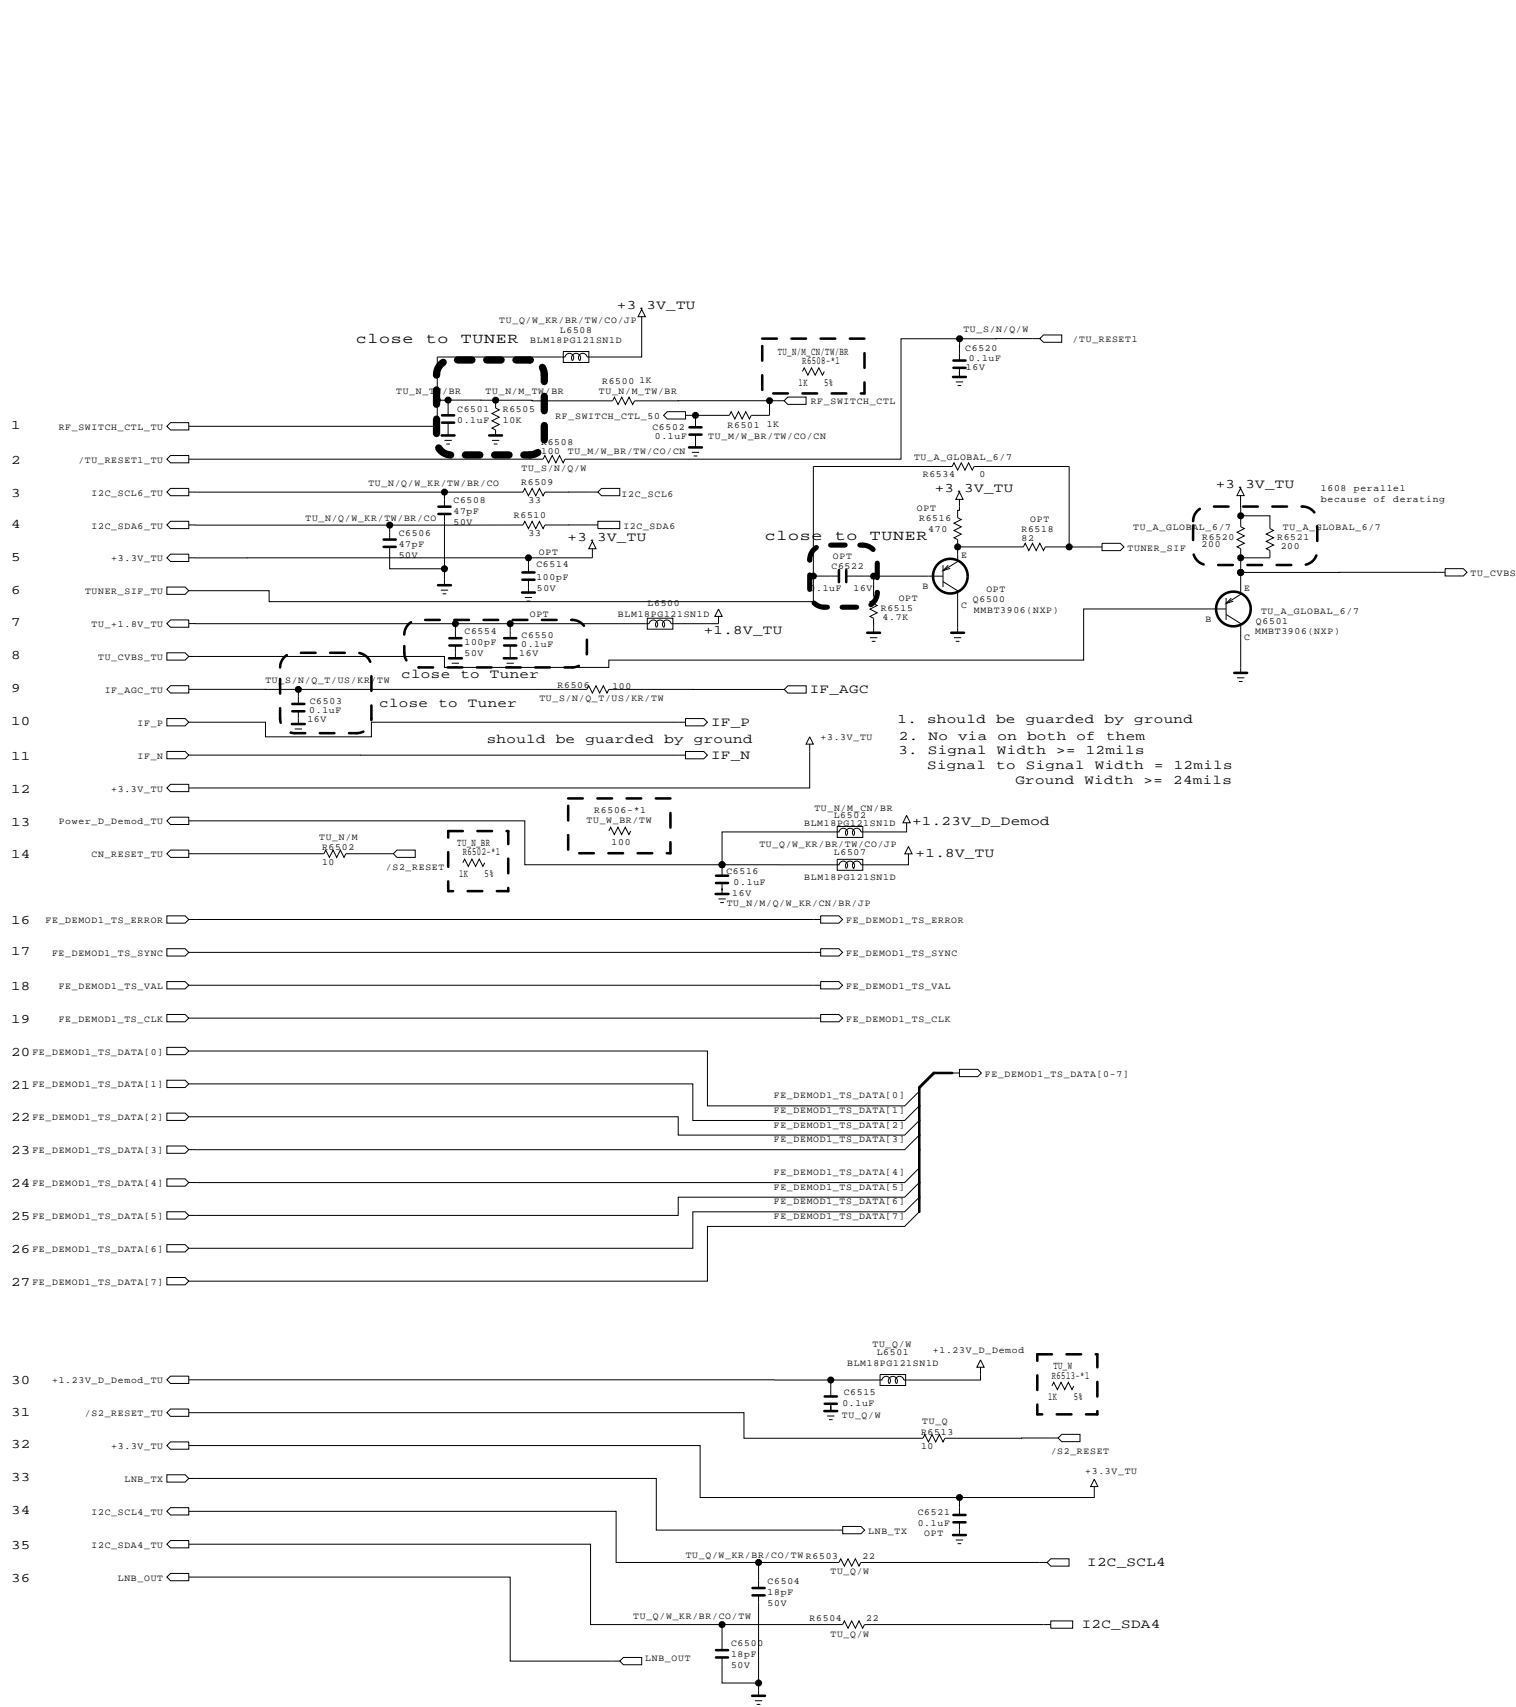 +3.3V_TU
TU_Q/W_KR/BR/TW/CO/JP
L6508
BLM18PG121SN1D
close to TUNER
TU_S/N/Q/W
/TU_RESET1
C6520
0.1uF
16V
TU_N/M_CN/TW/BR
R6508-*1
1K 5%
TU_N_TW/BR
TU_N/M_TW/BR
R6500 1K
TU_N/M_TW/BR
RF_SWITCH_CTL
C6501
0.1uF
R6505
10K
RF_SWITCH_CTL_50
C6502
0.1uF
R6501 1K
TU_M/W_BR/TW/CO/CN
1 RF_SWITCH_CTL_TU
R6508
100
TU_M/W_BR/TW/CO/CN
2 /TU_RESET1_TU
TU_S/N/Q/W
TU_A_GLOBAL_6/7
R6534 0
3 I2C_SCL6_TU
TU_N/Q/W_KR/TW/BR/CO
R6509
33
I2C_SCL6
C6508
47pF
50V
4 I2C_SDA6_TU
TU_N/Q/W_KR/TW/BR/CO
R6510
33
I2C_SDA6
C6506
47pF
50V
+3.3V_TU
OPT
R6516
470
OPT
R6518
82
TUNER_SIF
+3.3V_TU
1608 perallel
because of derating
TU_A_GLOBAL_6/7
R6520
200
TU_A_GLOBAL_6/7
R6521
200
TU_CVBS
5 +3.3V_TU
+3.3V_TU
OPT
C6514
100pF
50V
close to TUNER
OPT
C6522
0.1uF 16V
E
B
C
OPT
Q6500
MMBT3906(NXP)
OPT
R6515
4.7K
E
B
C
TU_A_GLOBAL_6/7
Q6501
MMBT3906(NXP)
6 TUNER_SIF_TU
7 TU_+1.8V_TU
OPT
L6500
BLM18PG121SN1D
+1.8V_TU
C6554
100pF
50V
C6550
0.1uF
16V
8 TU_CVBS_TU
close to Tuner
9 IF_AGC_TU
TU_S/N/Q_T/US/KR/TW
C6503
0.1uF
16V
close to Tuner
R6506 100
TU_S/N/Q_T/US/KR/TW
IF_AGC
10 IF_P
IF_P
should be guarded by ground
11 IF_N
IF_N
1. should be guarded by ground
2. No via on both of them
3. Signal Width >= 12mils
Signal to Signal Width = 12mils
Ground Width >= 24mils
12 +3.3V_TU
+3.3V_TU
13 Power_D_Demod_TU
R6506-*1
TU_W_BR/TW
100
TU_N/M_CN/BR
L6502
BLM18PG121SN1D
+1.23V_D_Demod
14 CN_RESET_TU
TU_N/M
R6502
10
/S2_RESET
TU_N_BR
R6502-*1
1K 5%
TU_Q/W_KR/BR/TW/CO/JP
L6507
BLM18PG121SN1D
+1.8V_TU
C6516
0.1uF
16V
TU_N/M/Q/W_KR/CN/BR/JP
16 FE_DEMOD1_TS_ERROR FE_DEMOD1_TS_ERROR
17 FE_DEMOD1_TS_SYNC FE_DEMOD1_TS_SYNC
18 FE_DEMOD1_TS_VAL FE_DEMOD1_TS_VAL
19 FE_DEMOD1_TS_CLK FE_DEMOD1_TS_CLK
20 FE_DEMOD1_TS_DATA[0]
21 FE_DEMOD1_TS_DATA[1]
22 FE_DEMOD1_TS_DATA[2]
23 FE_DEMOD1_TS_DATA[3]
24 FE_DEMOD1_TS_DATA[4]
25 FE_DEMOD1_TS_DATA[5]
26 FE_DEMOD1_TS_DATA[6]
27 FE_DEMOD1_TS_DATA[7]
FE_DEMOD1_TS_DATA[0-7]
FE_DEMOD1_TS_DATA[0]
FE_DEMOD1_TS_DATA[1]
FE_DEMOD1_TS_DATA[2]
FE_DEMOD1_TS_DATA[3]
FE_DEMOD1_TS_DATA[4]
FE_DEMOD1_TS_DATA[5]
FE_DEMOD1_TS_DATA[6]
FE_DEMOD1_TS_DATA[7]
30 +1.23V_D_Demod_TU
TU_Q/W
L6501
BLM18PG121SN1D
+1.23V_D_Demod
C6515
0.1uF
TU_Q/W
TU_W
R6513-*1
1K 5%
31 /S2_RESET_TU
TU_Q
R6513
10
/S2_RESET
32 +3.3V_TU
+3.3V_TU
C6521
0.1uF
OPT
33 LNB_TX
LNB_TX
34 I2C_SCL4_TU
TU_Q/W_KR/BR/CO/TW
R6503 22
TU_Q/W
I2C_SCL4
C6504
18pF
50V
35 I2C_SDA4_TU
TU_Q/W_KR/BR/CO/TW
R6504 22
TU_Q/W
I2C_SDA4
C6500
18pF
50V
36 LNB_OUT
LNB_OUT